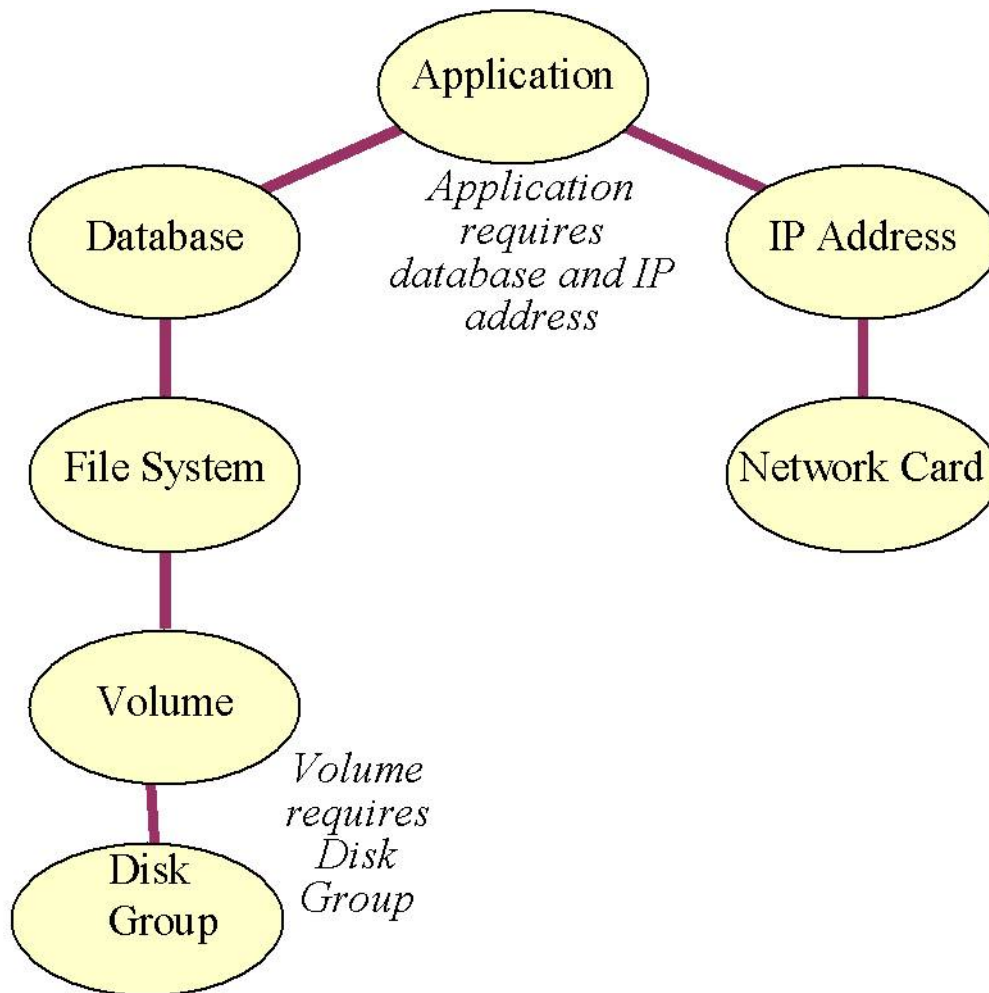 Application
Application
requires
database and IP
address
Database
IP Address
File System
Network Card
Volume
Volume
requires
Disk
Group
Disk
Group